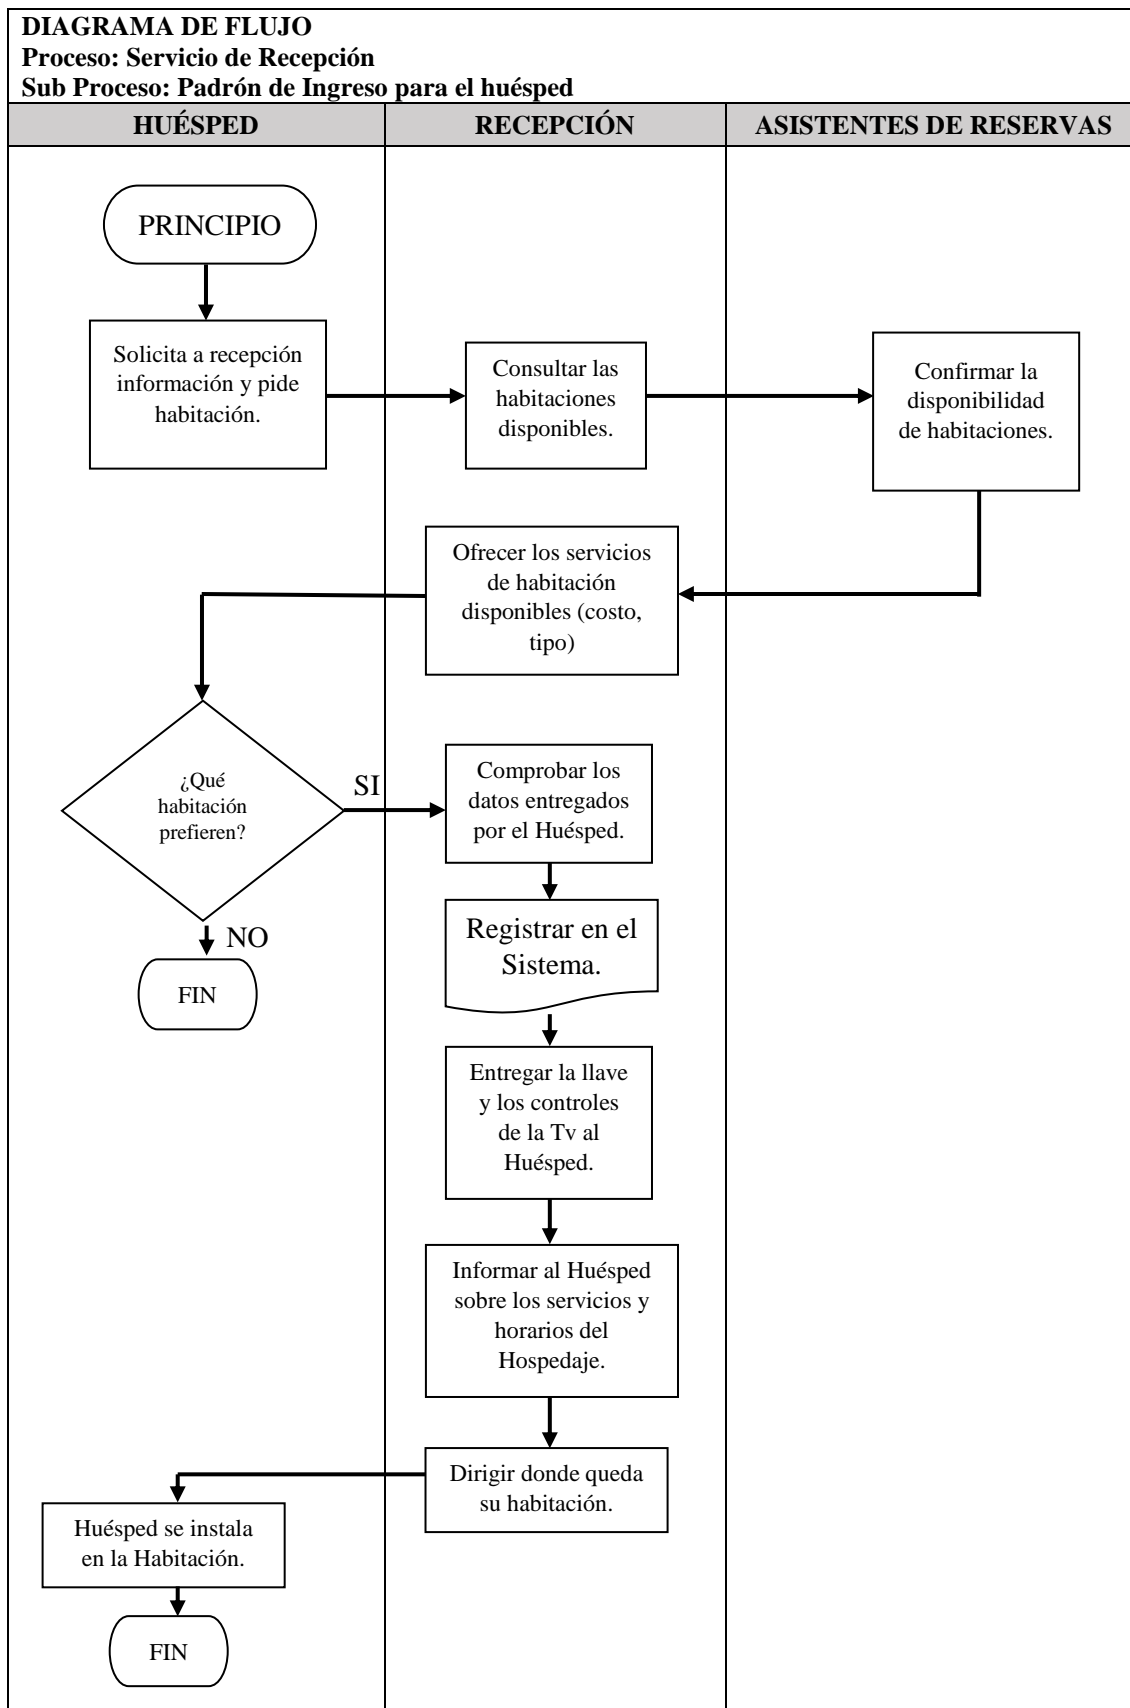 DIAGRAMA DE FLUJO
Proceso: Servicio de Recepción
Sub Proceso: Padrón de Ingreso para el huésped
HUÉSPED
RECEPCIÓN
ASISTENTES DE RESERVAS
PRINCIPIO
Solicita a recepción
información y pide
habitación.
Consultar las
habitaciones
disponibles.
Confirmar la
disponibilidad
de habitaciones.
Ofrecer los servicios
de habitación
disponibles (costo,
tipo)
¿Qué
habitación
prefieren?
SI
NO
FIN
Comprobar los
datos entregados
por el Huésped.
Registrar en el
Sistema.
Entregar la llave
y los controles
de la Tv al
Huésped.
Informar al Huésped
sobre los servicios y
horarios del
Hospedaje.
Dirigir donde queda
su habitación.
Huésped se instala
en la Habitación.
FIN